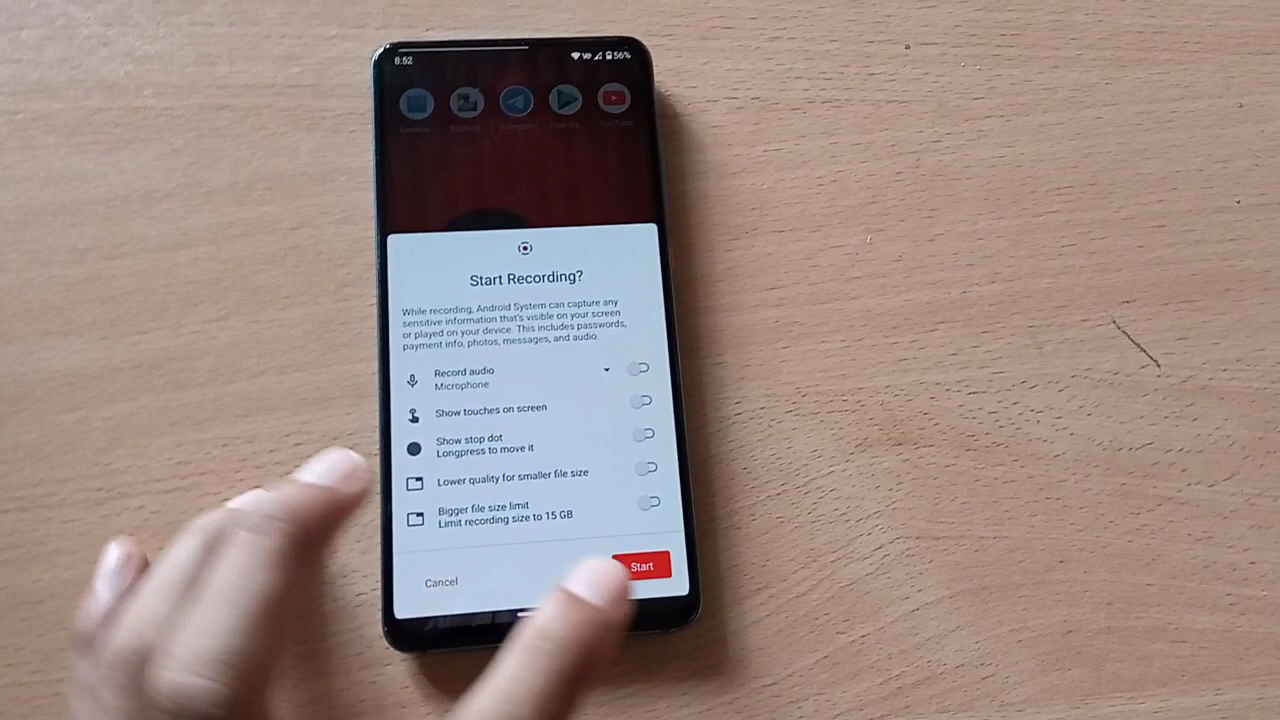 8:52
56%
YouTube
Start Recording?
While recording, Android System can capture any
sensitive information that's visible on your screen
or played on your device. This includes passwords,
payment info, photos, messages, and audio.
Record audio
Microphone
Show touches on screen
Show stop dot
Longpress to move it
Lower quality for smaller file size
Bigger file size limit
Limit recording size to 15 GB
Cancel
Start